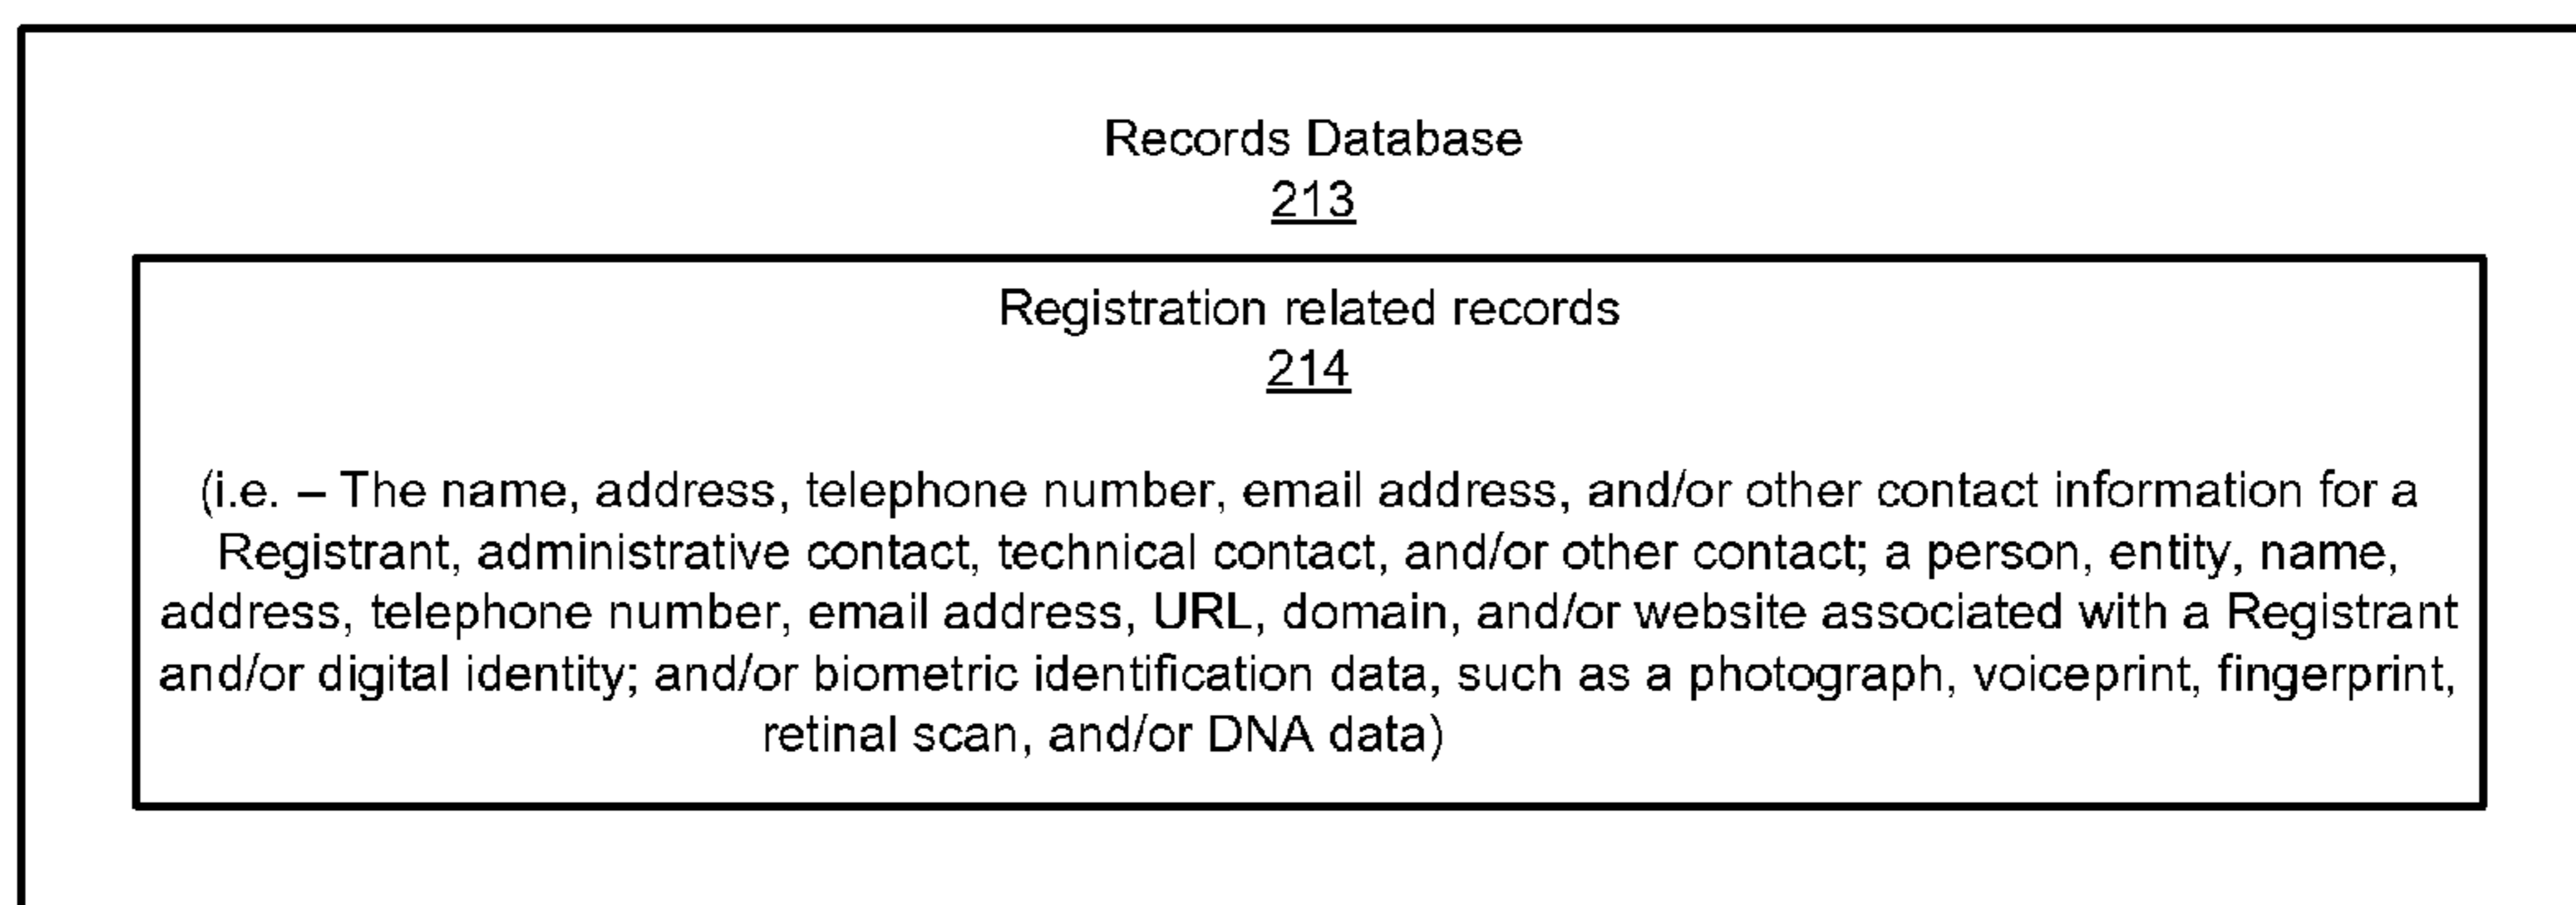 Records Database
213
Registration related records
214
(i.e. – The name, address, telephone number, email address, and/or other contact information for a
Registrant, administrative contact, technical contact, and/or other contact; a person, entity, name,
address, telephone number, email address, URL, domain, and/or website associated with a Registrant
and/or digital identity; and/or biometric identification data, such as a photograph, voiceprint, fingerprint,
retinal scan, and/or DNA data)